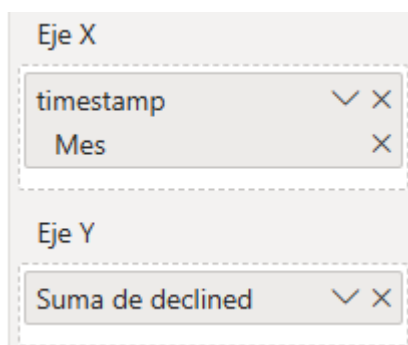 Eje X
timestamp
Mes
Eje Y
Suma de declined